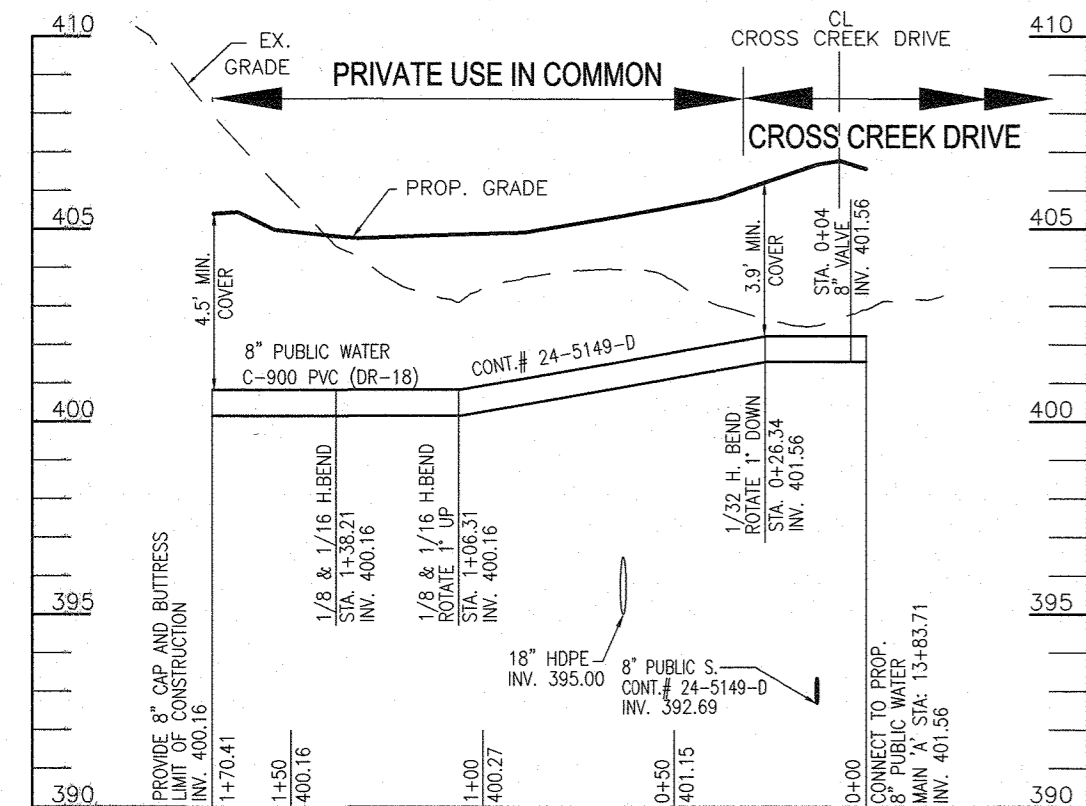 410
EX.
GRADE
PRIVATE USE IN COMMON
CL
CROSS CREEK DRIVE
410
CROSS CREEK DRIVE
PROP. GRADE
405
405
4.5' MIN.
COVER
3.9' MIN.
COVER
STA. 0+04
8" VALVE
INV. 401.56
8" PUBLIC WATER
C-900 PVC (DR-18)
CONT.# 24-5149-D
400
400
1/8 & 1/16 H.BEND
STA. 1+38.21
INV. 400.16
1/8 & 1/16 H.BEND
ROTATE 1° UP
STA. 1+06.31
INV. 400.16
1/32 H. BEND
ROTATE 1° DOWN
STA. 0+26.34
INV. 401.56
395
395
18" HDPE
INV. 395.00
8" PUBLIC S.
CONT.# 24-5149-D
INV. 392.69
PROVIDE 8" CAP AND BUTTRESS
LIMIT OF CONSTRUCTION
INV. 400.16
CONNECT TO PROP.
8" PUBLIC WATER
MAIN 'A' STA: 13+83.71
INV. 401.56
390
1+70.41
1+50
400.16
1+00
400.27
0+50
401.15
0+00
390